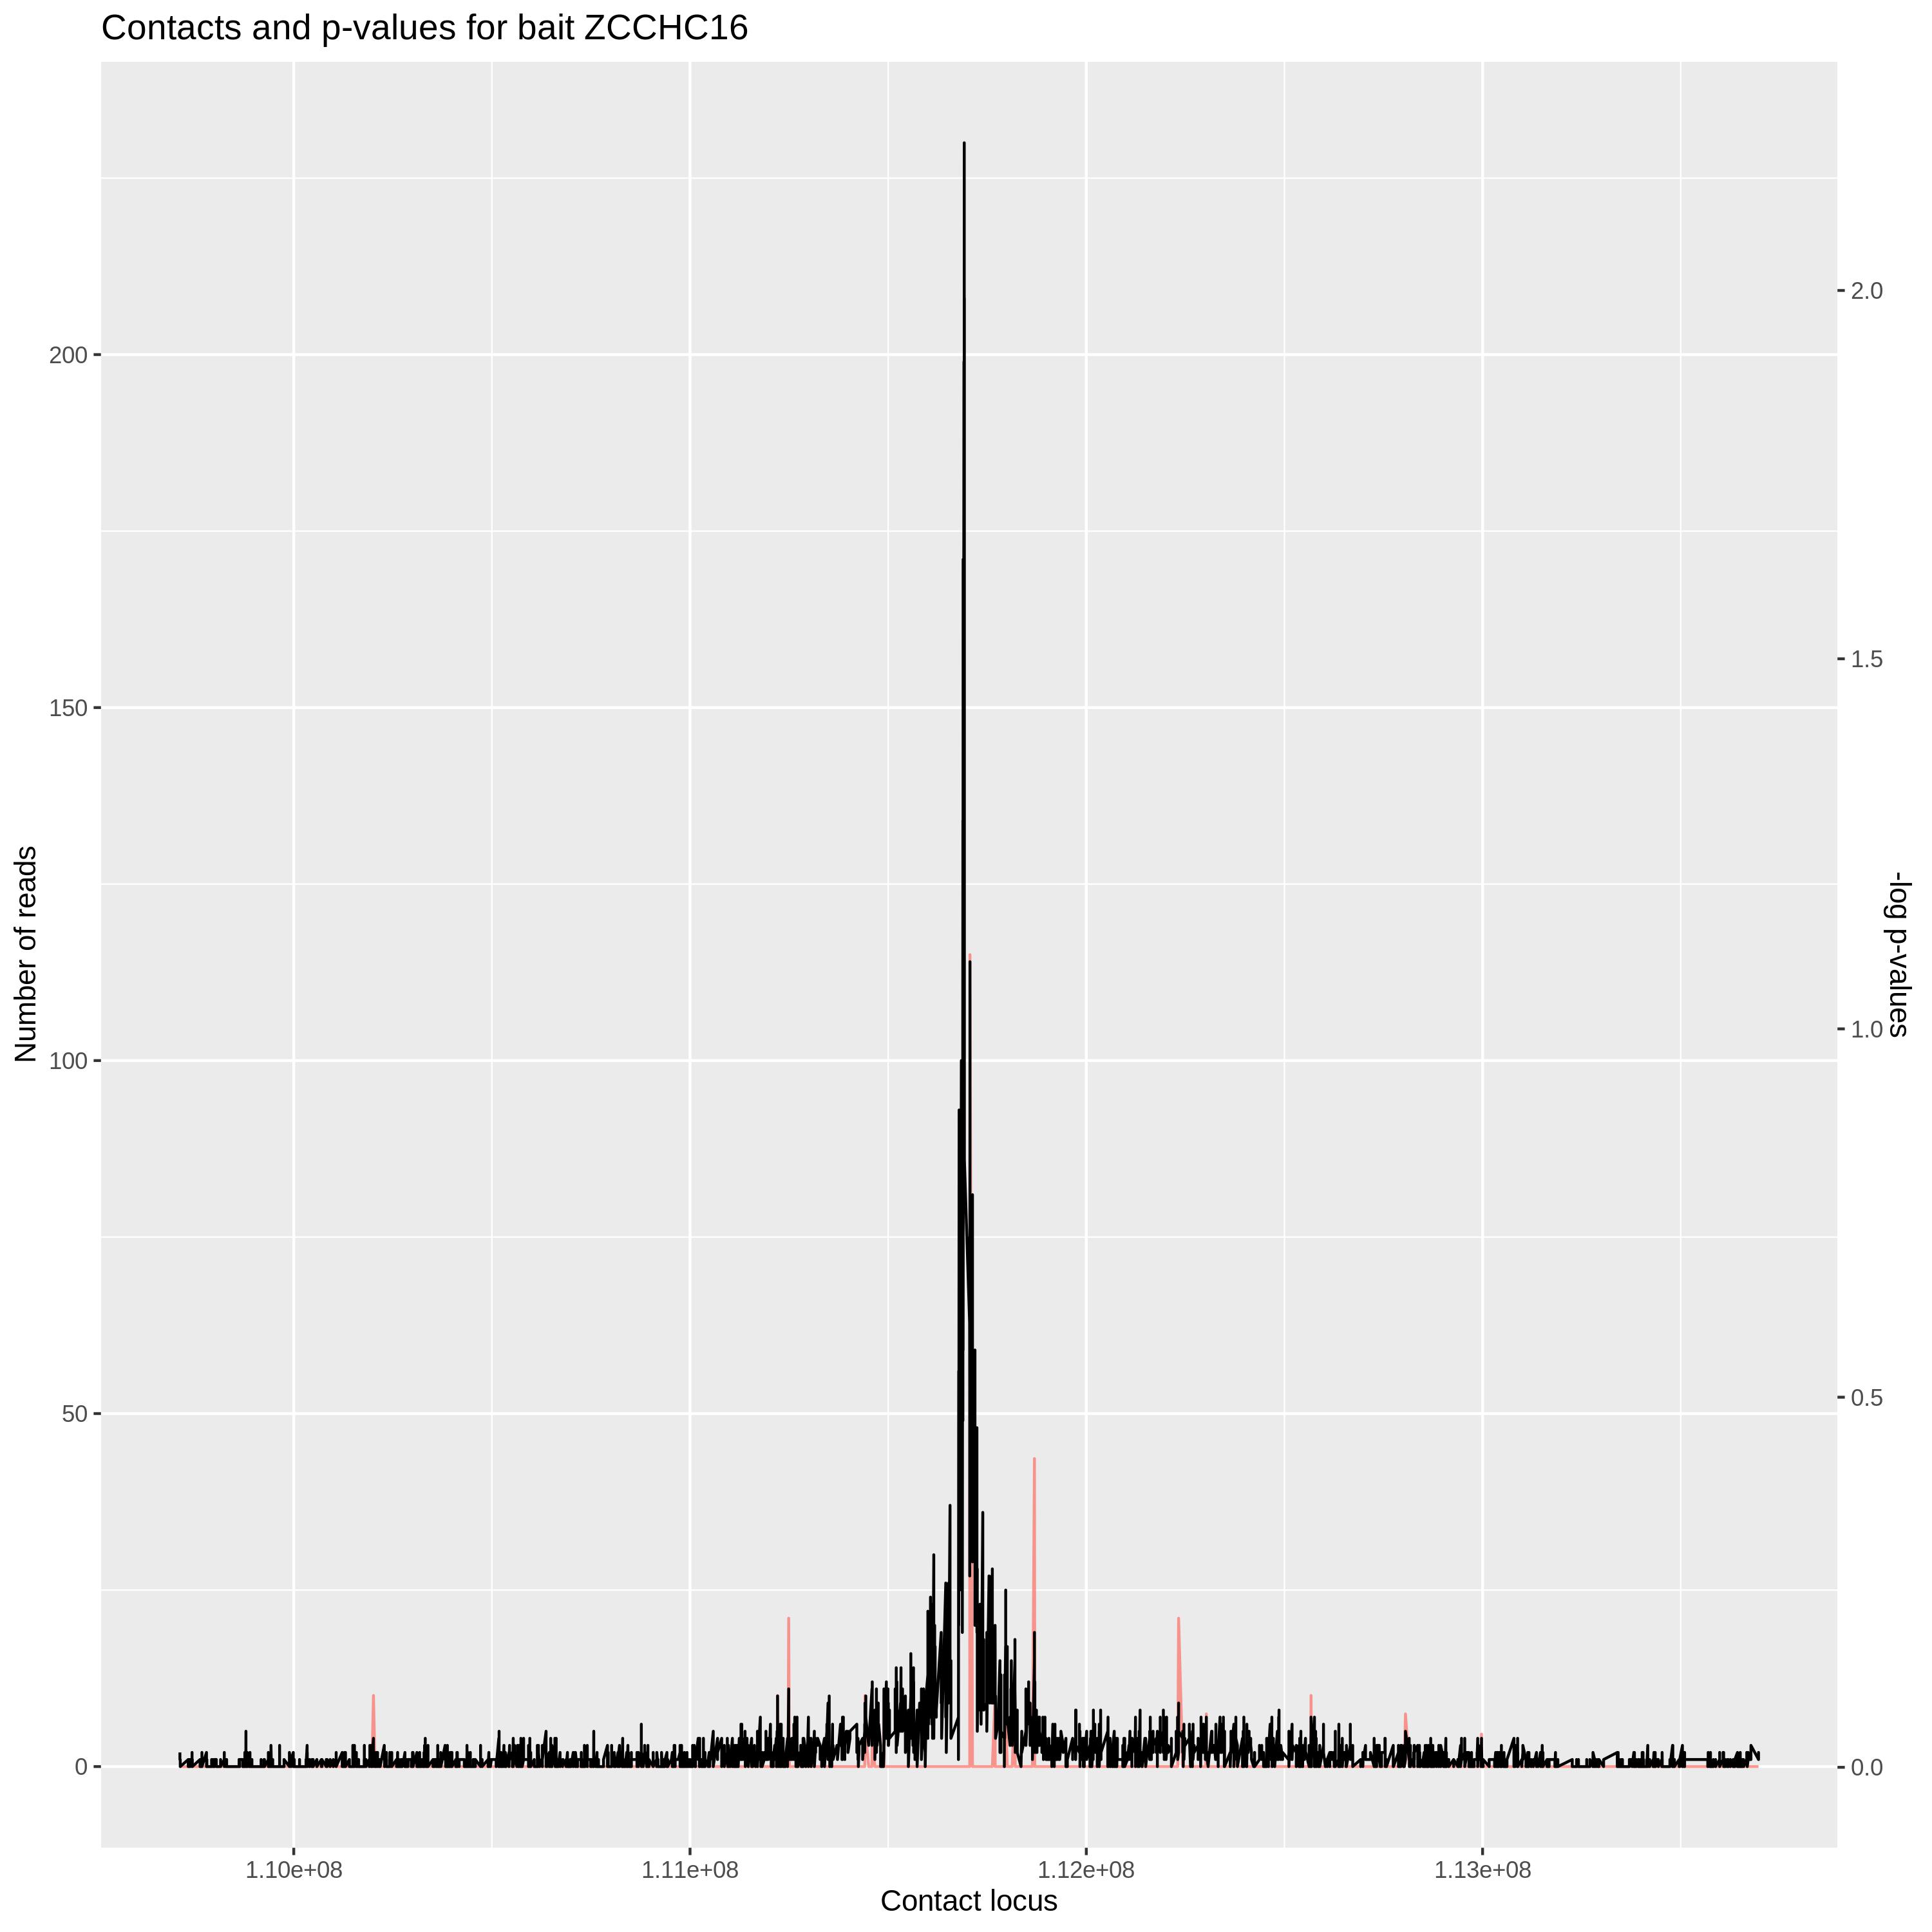 Contacts and p-values for bait ZCCHC16
Number of reads
200
150
100
50
0
2.0
1.5
1.0
0.5
0.0
-log p-values
1.10e+08 1.11e+08 1.12e+08 1.13e+08
Contact locus